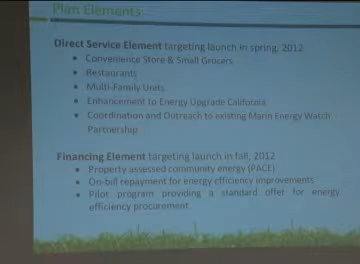 Plan Elements
Direct Service Element targeting launch in spring, 2012
• Convenience Store & Small Grocers
• Restaurants
• Multi-Family Units
• Enhancement to Energy Upgrade California
• Coordination and Outreach to existing Marin Energy Watch
Partnership
Financing Element targeting launch in fall, 2012
• Property assessed community energy (PACE)
• On-bill repayment for energy efficiency improvements
• Pilot program providing a standard offer for energy
efficiency procurement